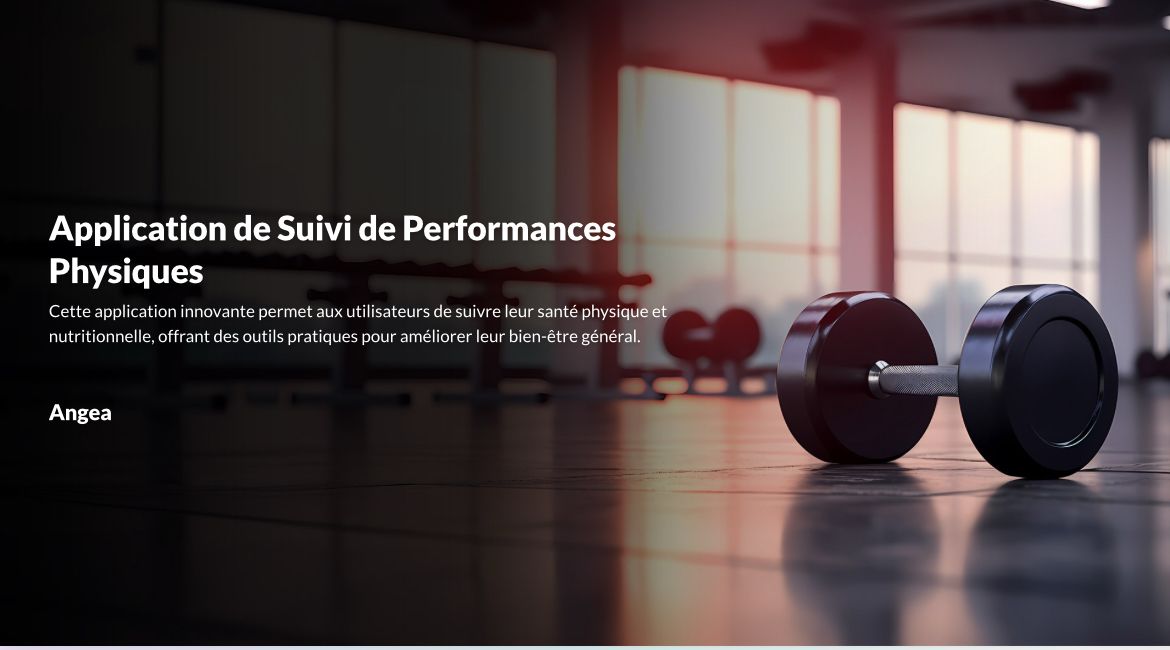 Application de Suivi de Performances
Physiques
Cette application innovante permet aux utilisateurs de suivre leur santé physique et
nutritionnelle, offrant des outils pratiques pour améliorer leur bien-être général.
Angea